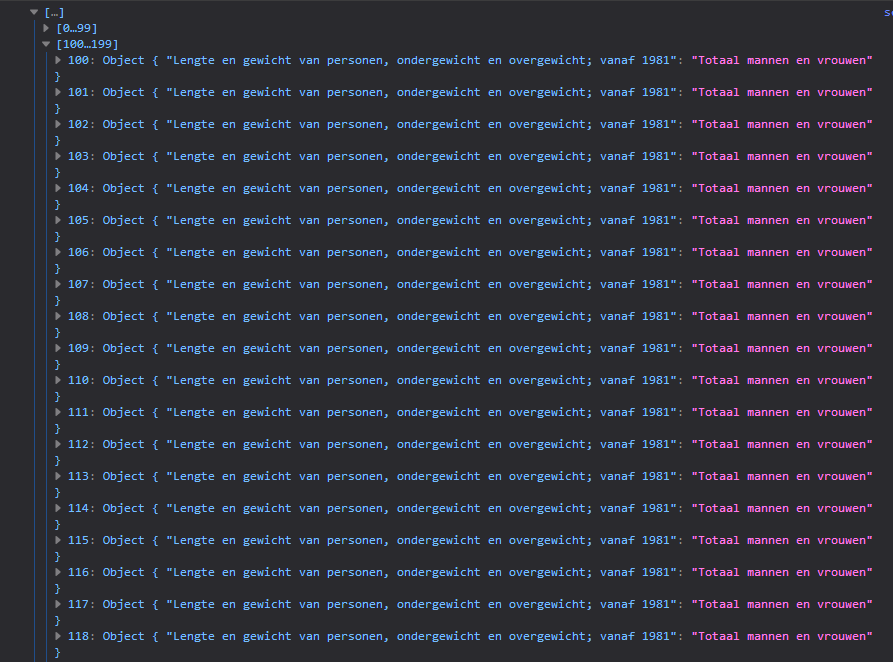 […]
[0…99]
[100…199]
100: Object { "Lengte en gewicht van personen, ondergewicht en overgewicht; vanaf 1981": "Totaal mannen en vrouwen"
}
101: Object { "Lengte en gewicht van personen, ondergewicht en overgewicht; vanaf 1981": "Totaal mannen en vrouwen"
}
102: Object { "Lengte en gewicht van personen, ondergewicht en overgewicht; vanaf 1981": "Totaal mannen en vrouwen"
}
103: Object { "Lengte en gewicht van personen, ondergewicht en overgewicht; vanaf 1981": "Totaal mannen en vrouwen"
}
104: Object { "Lengte en gewicht van personen, ondergewicht en overgewicht; vanaf 1981": "Totaal mannen en vrouwen"
}
105: Object { "Lengte en gewicht van personen, ondergewicht en overgewicht; vanaf 1981": "Totaal mannen en vrouwen"
}
106: Object { "Lengte en gewicht van personen, ondergewicht en overgewicht; vanaf 1981": "Totaal mannen en vrouwen"
}
107: Object { "Lengte en gewicht van personen, ondergewicht en overgewicht; vanaf 1981": "Totaal mannen en vrouwen"
}
108: Object { "Lengte en gewicht van personen, ondergewicht en overgewicht; vanaf 1981": "Totaal mannen en vrouwen"
}
109: Object { "Lengte en gewicht van personen, ondergewicht en overgewicht; vanaf 1981": "Totaal mannen en vrouwen"
}
110: Object { "Lengte en gewicht van personen, ondergewicht en overgewicht; vanaf 1981": "Totaal mannen en vrouwen"
}
111: Object { "Lengte en gewicht van personen, ondergewicht en overgewicht; vanaf 1981": "Totaal mannen en vrouwen"
}
112: Object { "Lengte en gewicht van personen, ondergewicht en overgewicht; vanaf 1981": "Totaal mannen en vrouwen"
}
113: Object { "Lengte en gewicht van personen, ondergewicht en overgewicht; vanaf 1981": "Totaal mannen en vrouwen"
}
114: Object { "Lengte en gewicht van personen, ondergewicht en overgewicht; vanaf 1981": "Totaal mannen en vrouwen"
}
115: Object { "Lengte en gewicht van personen, ondergewicht en overgewicht; vanaf 1981": "Totaal mannen en vrouwen"
}
116: Object { "Lengte en gewicht van personen, ondergewicht en overgewicht; vanaf 1981": "Totaal mannen en vrouwen"
}
117: Object { "Lengte en gewicht van personen, ondergewicht en overgewicht; vanaf 1981": "Totaal mannen en vrouwen"
}
118: Object { "Lengte en gewicht van personen, ondergewicht en overgewicht; vanaf 1981": "Totaal mannen en vrouwen"
}